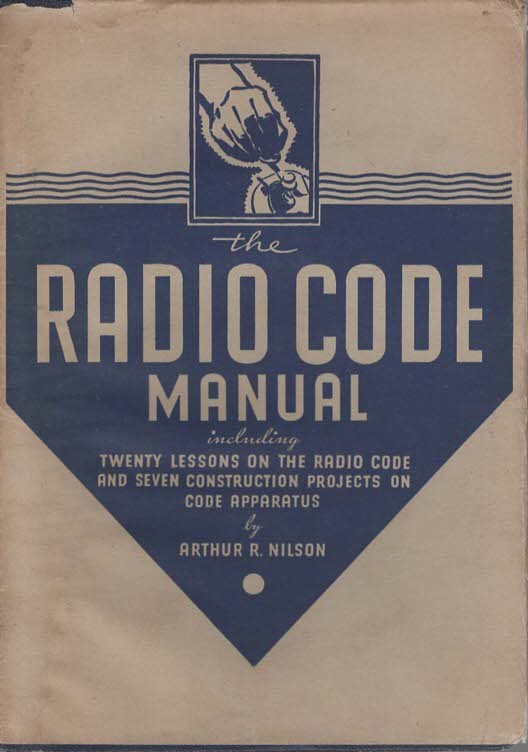 the
RADIO CODE
MANUAL
including
TWENTY LESSONS ON THE RADIO CODE
AND SEVEN CONSTRUCTION PROJECTS ON
CODE APPARATUS
by
ARTHUR R. NILSON